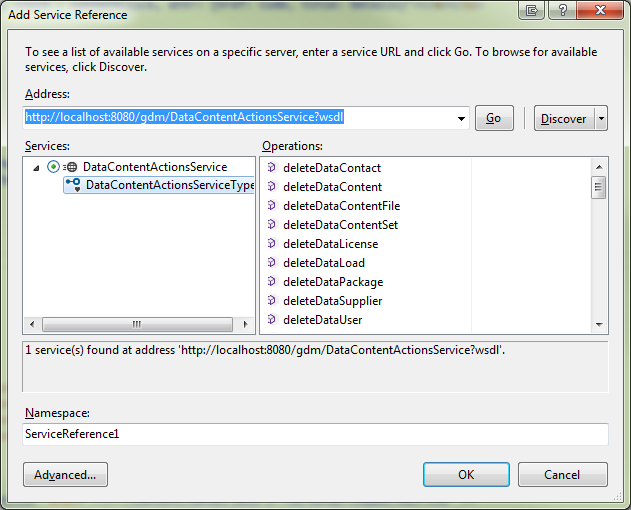 Add Service Reference
To see a list of available services on a specific server, enter a service URL and click Go. To browse for available
services, click Discover.
Address:
http://localhost:8080/gdm/DataContentActionsService?wsdl
Go
Discover
Services:
Operations:
DataContentActionsService
DataContentActionsServiceType
deleteDataContact
deleteDataContent
deleteDataContentFile
deleteDataContentSet
deleteDataLicense
deleteDataLoad
deleteDataPackage
deleteDataSupplier
deleteDataUser
1 service(s) found at address 'http://localhost:8080/gdm/DataContentActionsService?wsdl'.
Namespace:
ServiceReference1
Advanced...
OK
Cancel